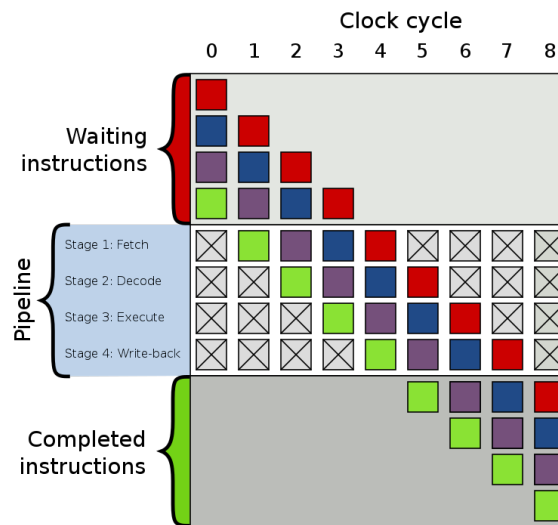 Clock cycle
0 1 2 3 4 5 6 7 8
Waiting
instructions
Pipeline
Stage 1: Fetch
Stage 2: Decode
Stage 3: Execute
Stage 4: Write-back
Completed
instructions